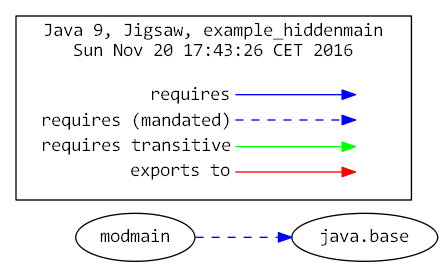 Java 9, Jigsaw, example_hiddenmain
Sun Nov 20 17:43:26 CET 2016
requires
requires (mandated)
requires transitive
exports to
modmain
java.base